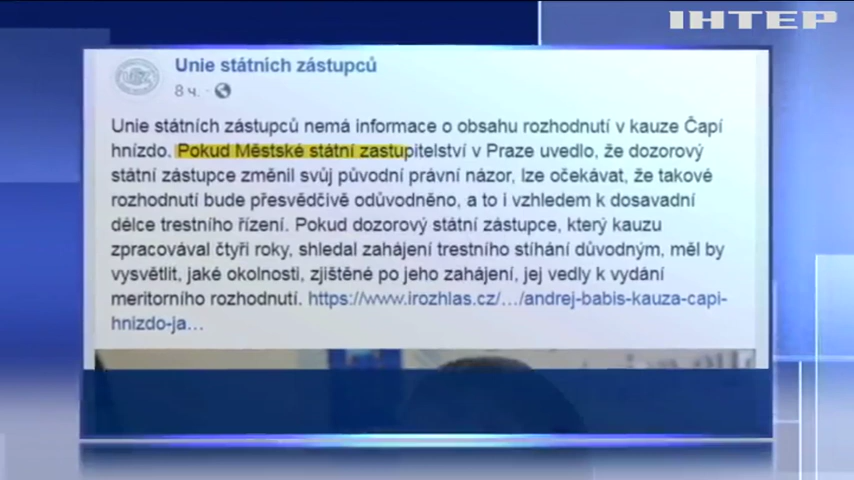 ІНТЕР
Unie státních zástupců
8 ч. ·
Unie státních zástupců nemá informace o obsahu rozhodnutí v kauze Čapí
hnízdo. Pokud Městské státní zastupitelství v Praze uvedlo, že dozorový
státní zástupce změnil svůj původní právní názor, lze očekávat, že takové
rozhodnutí bude přesvědčivě odůvodněno, a to i vzhledem k dosavadní
délce trestního řízení. Pokud dozorový státní zástupce, který kauzu
zpracovával čtyři roky, shledal zahájení trestního stíhání důvodným, měl by
vysvětlit, jaké okolnosti, zjištěné po jeho zahájení, jej vedly k vydání
meritorního rozhodnutí. https://www.irozhlas.cz/…/andrej-babis-kauza-capi-
hnizdo-ja…